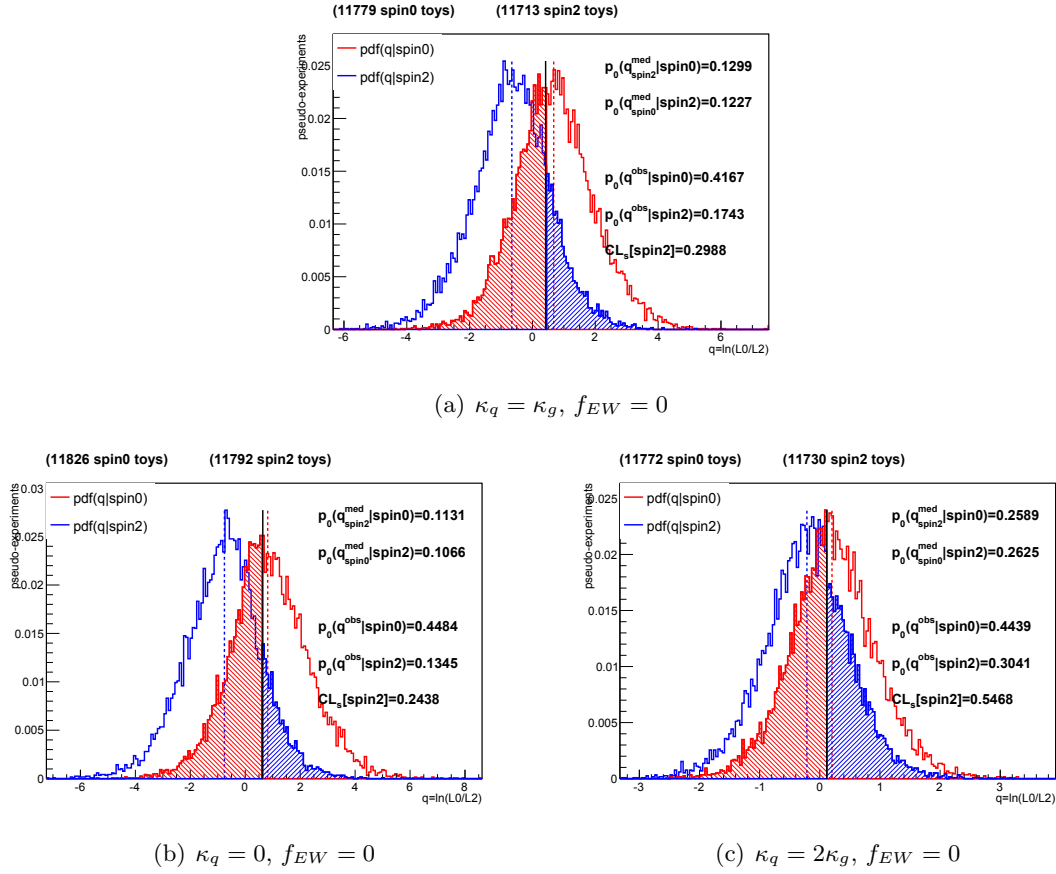 (11779 spin0 toys) (11713 spin2 toys)
pseudo-experiments
pdf(q|spin0)
pdf(q|spin2)
p₀(q^med_spin2|spin0)=0.1299
p₀(q^med_spin0|spin2)=0.1227
p₀(q^obs|spin0)=0.4167
p₀(q^obs|spin2)=0.1743
CLₛ[spin2]=0.2988
0.025
0.02
0.015
0.01
0.005
0
-6 -4 -2 0 2 4 6
q=ln(L0/L2)
(a) κ_q = κ_g, f_EW = 0
(11826 spin0 toys) (11792 spin2 toys)
pseudo-experiments
pdf(q|spin0)
pdf(q|spin2)
p₀(q^med_spin2|spin0)=0.1131
p₀(q^med_spin0|spin2)=0.1066
p₀(q^obs|spin0)=0.4484
p₀(q^obs|spin2)=0.1345
CLₛ[spin2]=0.2438
0.03
0.025
0.02
0.015
0.01
0.005
0
-6 -4 -2 0 2 4 6 8
q=ln(L0/L2)
(b) κ_q = 0, f_EW = 0
(11772 spin0 toys) (11730 spin2 toys)
pseudo-experiments
pdf(q|spin0)
pdf(q|spin2)
p₀(q^med_spin2|spin0)=0.2589
p₀(q^med_spin0|spin2)=0.2625
p₀(q^obs|spin0)=0.4439
p₀(q^obs|spin2)=0.3041
CLₛ[spin2]=0.5468
0.025
0.02
0.015
0.01
0.005
0
-3 -2 -1 0 1 2 3
q=ln(L0/L2)
(c) κ_q = 2κ_g, f_EW = 0